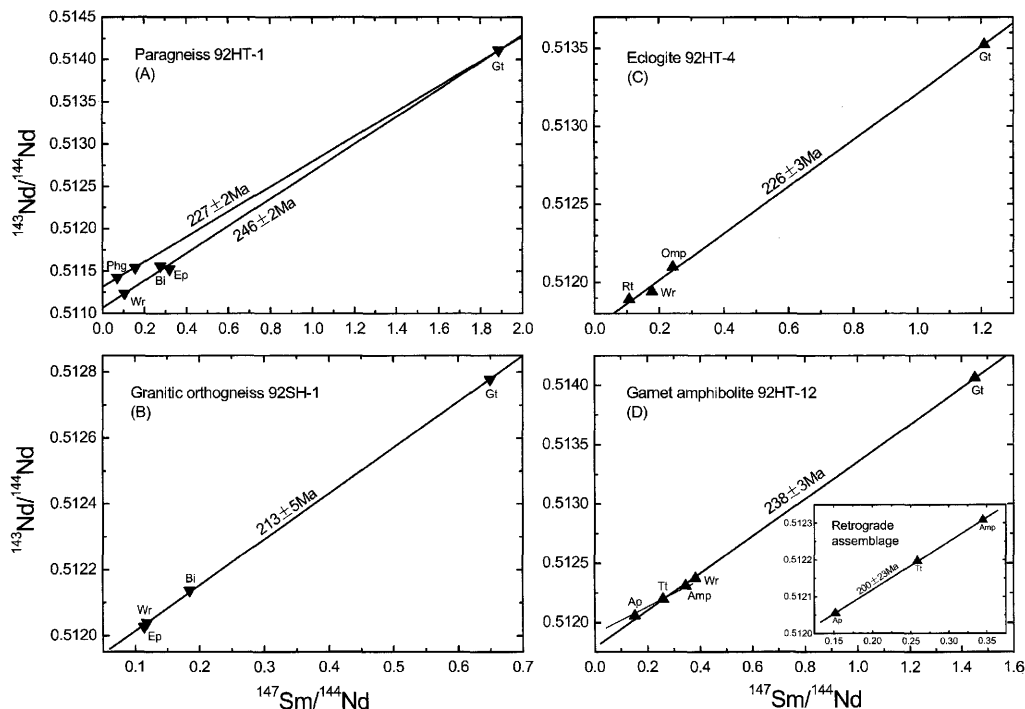 Paragneiss 92HT-1
(A)
0.5145
0.5140
0.5135
0.5130
0.5125
0.5120
0.5115
0.5110
143Nd/144Nd
227±2Ma
246±2Ma
Gt
Phg
Bi
Ep
Wr
0.0 0.2 0.4 0.6 0.8 1.0 1.2 1.4 1.6 1.8 2.0
Eclogite 92HT-4
(C)
0.5135
0.5130
0.5125
0.5120
226±3Ma
Gt
Omp
Rt
Wr
0.0 0.2 0.4 0.6 0.8 1.0 1.2
Granitic orthogneiss 92SH-1
(B)
0.5128
0.5126
0.5124
0.5122
0.5120
143Nd/144Nd
213±5Ma
Gt
Bi
Wr
Ep
0.1 0.2 0.3 0.4 0.5 0.6 0.7
147Sm/144Nd
Garnet amphibolite 92HT-12
(D)
0.5140
0.5135
0.5130
0.5125
0.5120
238±3Ma
Gt
Ap
Tt
Wr
Amp
Retrograde
assemblage
0.5123
0.5122
0.5121
0.5120
200±23Ma
Amp
Tt
Ap
0.15 0.20 0.25 0.30 0.35
0.0 0.2 0.4 0.6 0.8 1.0 1.2 1.4 1.6
147Sm/144Nd